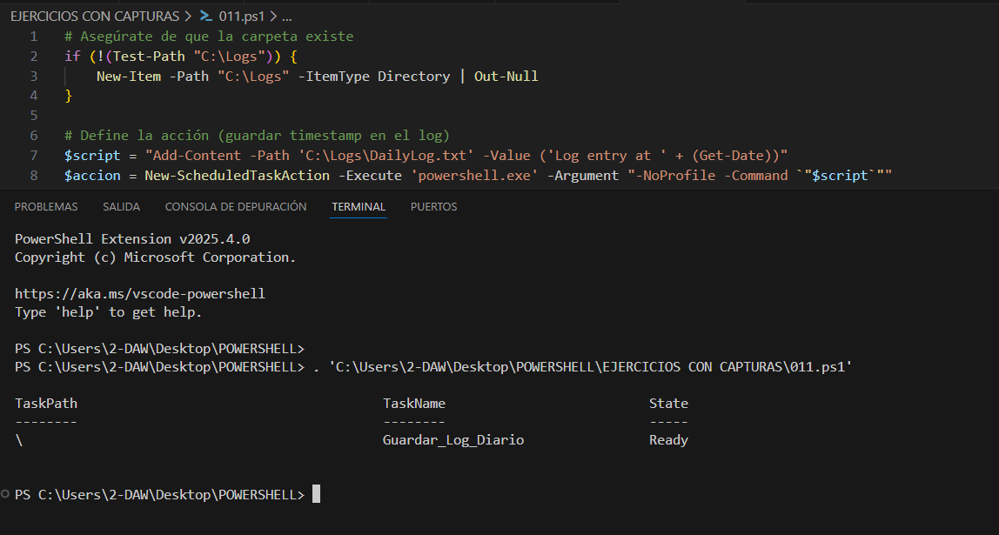 EJERCICIOS CON CAPTURAS > 011.ps1 > ...
1 # Asegúrate de que la carpeta existe
2 if (!(Test-Path "C:\Logs")) {
3 New-Item -Path "C:\Logs" -ItemType Directory | Out-Null
4 }
5
6 # Define la acción (guardar timestamp en el log)
7 $script = "Add-Content -Path 'C:\Logs\DailyLog.txt' -Value ('Log entry at ' + (Get-Date))"
8 $accion = New-ScheduledTaskAction -Execute 'powershell.exe' -Argument "-NoProfile -Command `"$script`""
PROBLEMAS SALIDA CONSOLA DE DEPURACIÓN TERMINAL PUERTOS
PowerShell Extension v2025.4.0
Copyright (c) Microsoft Corporation.
https://aka.ms/vscode-powershell
Type 'help' to get help.
PS C:\Users\2-DAW\Desktop\POWERSHELL>
PS C:\Users\2-DAW\Desktop\POWERSHELL> . 'C:\Users\2-DAW\Desktop\POWERSHELL\EJERCICIOS CON CAPTURAS\011.ps1'
TaskPath TaskName State
-------- -------- -----
\ Guardar_Log_Diario Ready
PS C:\Users\2-DAW\Desktop\POWERSHELL>